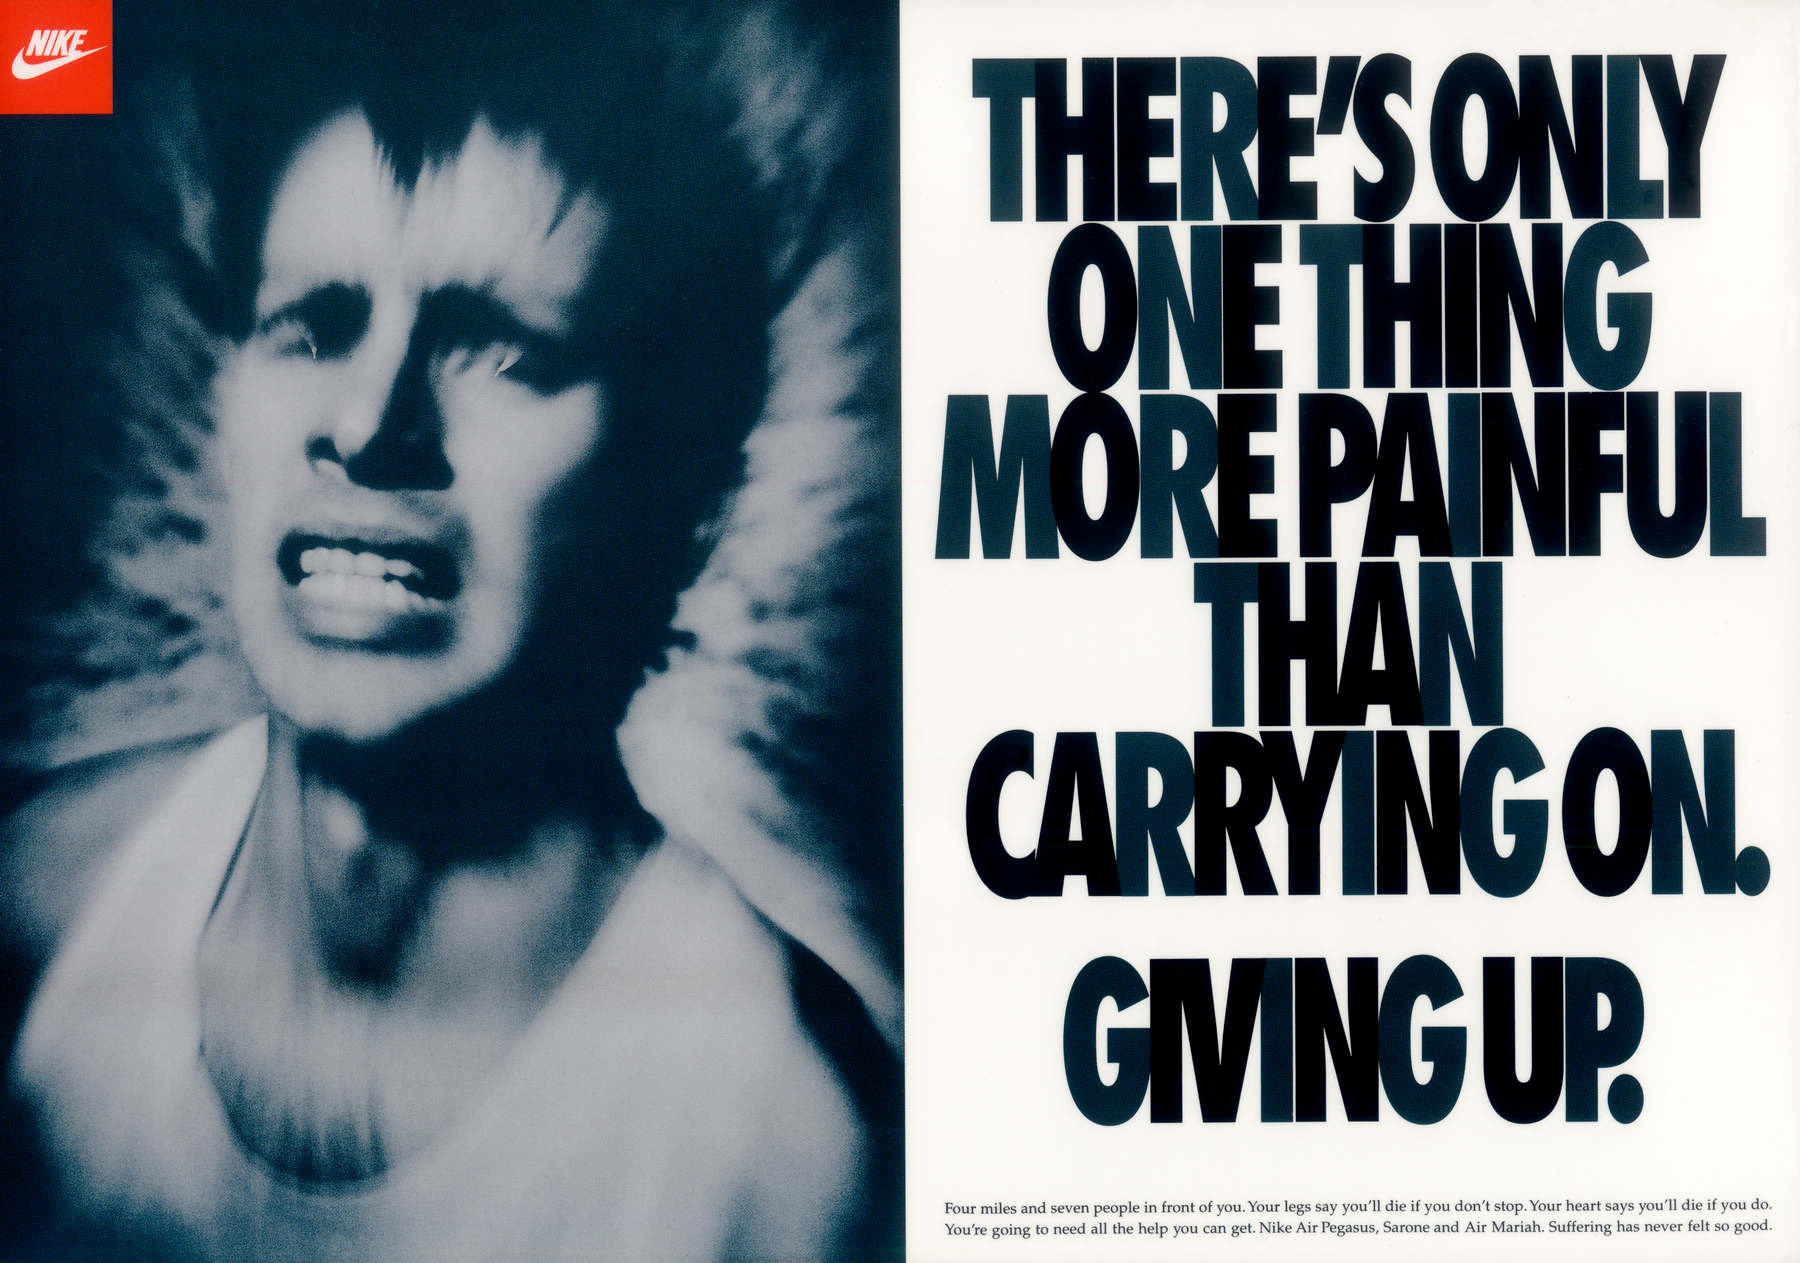 NIKE
THERE'S ONLY
ONE THING
MORE PAINFUL
THAN
CARRYING ON.
GIVING UP.
Four miles and seven people in front of you. Your legs say you'll die if you don't stop. Your heart says you'll die if you do.
You're going to need all the help you can get. Nike Air Pegasus, Sarone and Air Mariah. Suffering has never felt so good.